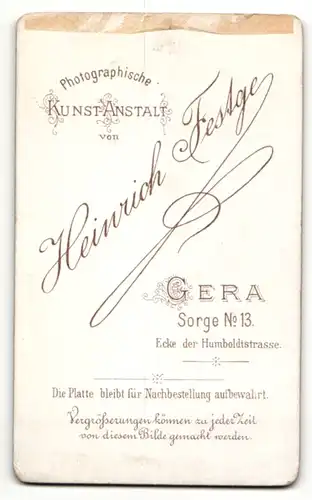 Photographische
KUNST-ANSTALT
von
Heinrich Festge
GERA
Sorge No 13.
Ecke der Humboldtstrasse.
Die Platte bleibt für Nachbestellung aufbewahrt.
Vergrößerungen können zu jeder Zeit
von diesem Bilde gemacht werden.